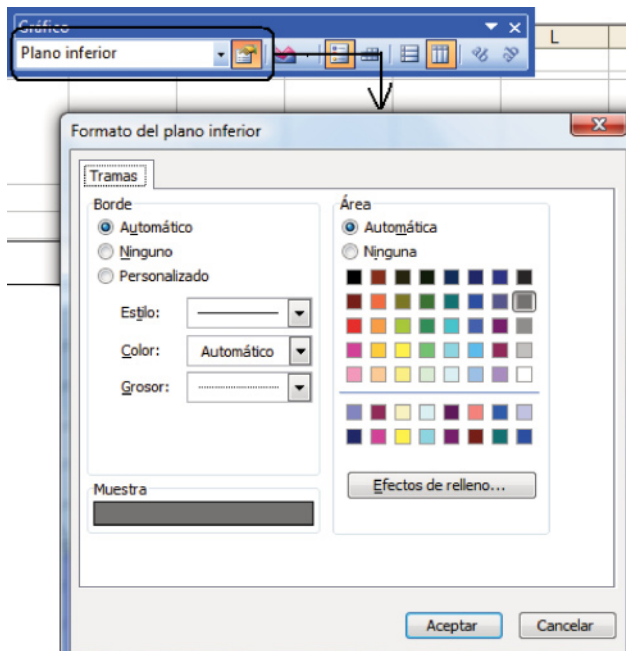 Gráfico
Plano inferior
L
Formato del plano inferior
Tramas
Borde
Automático
Ninguno
Personalizado
Estilo:
Color: Automático
Grosor:
Muestra
Área
Automática
Ninguna
Efectos de relleno...
Aceptar Cancelar